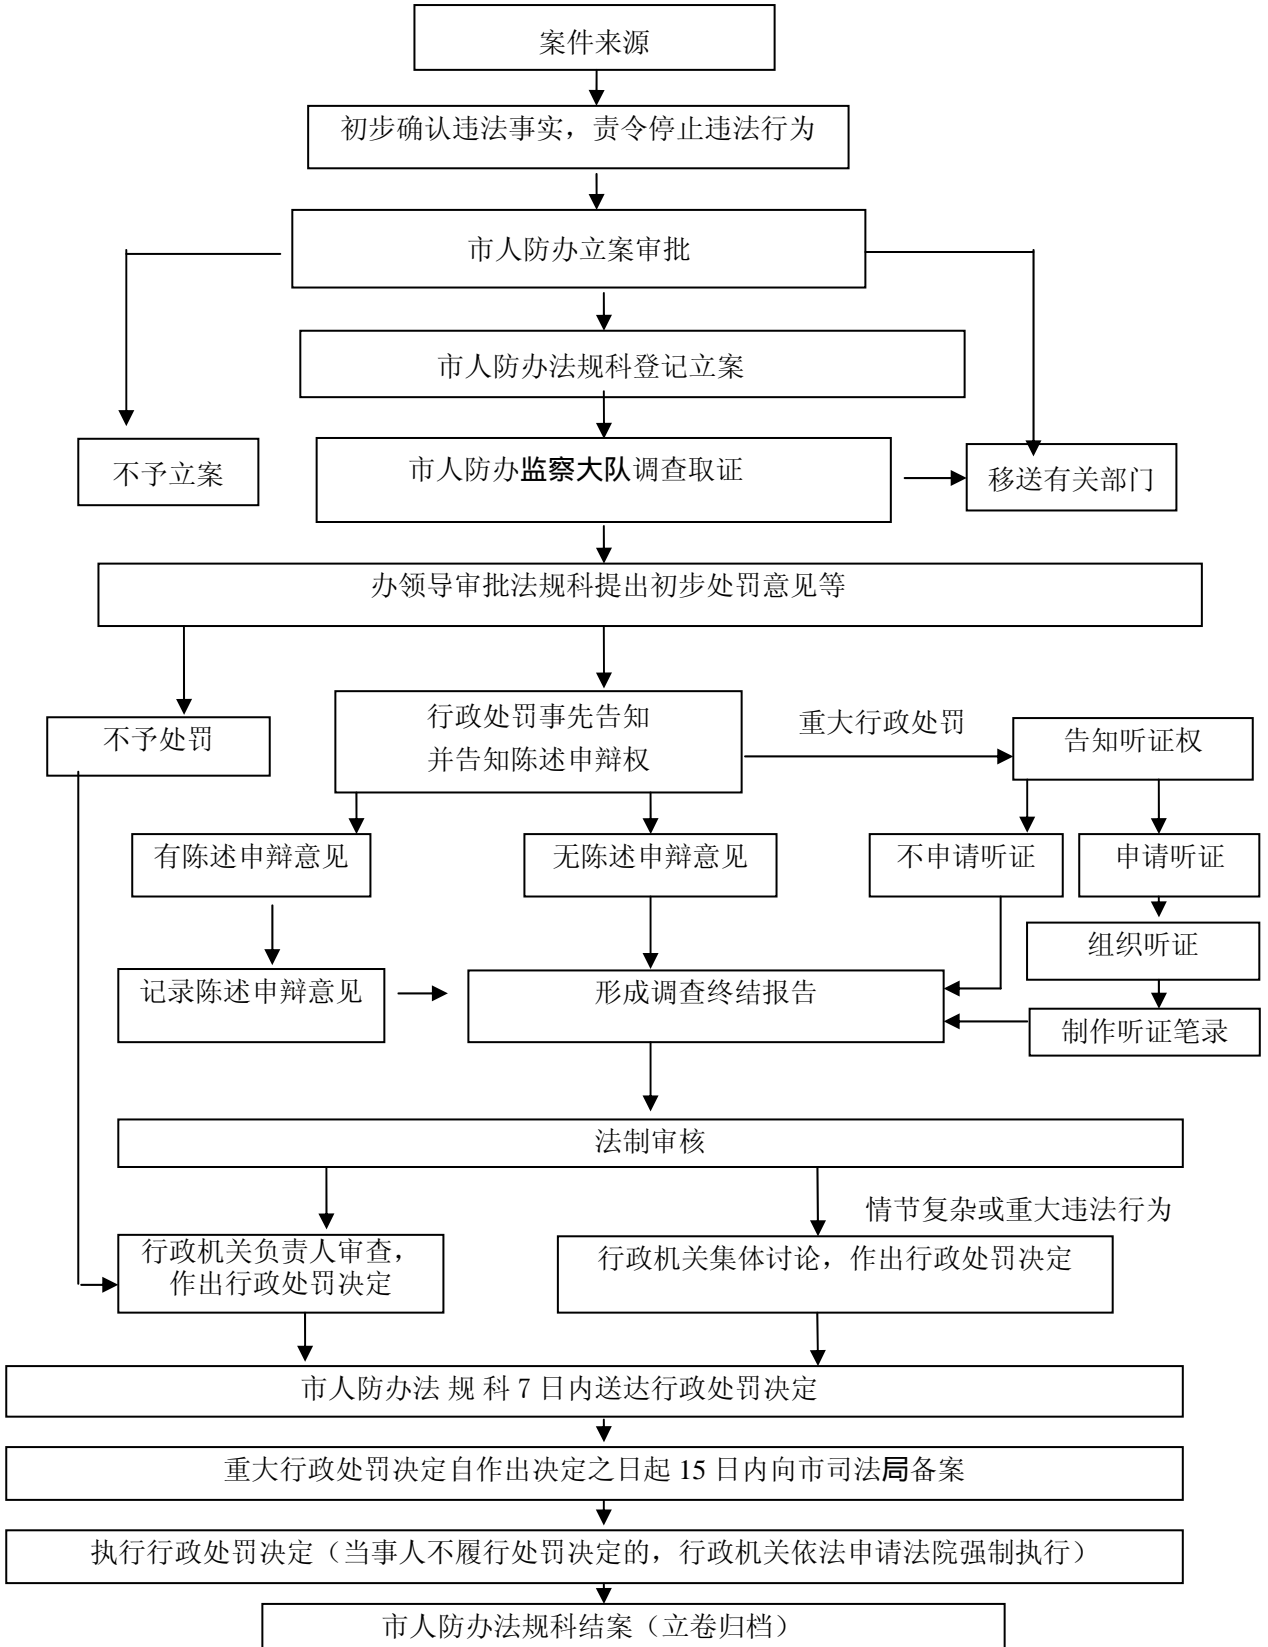 案件来源
初步确认违法事实，责令停止违法行为
市人防办立案审批
市人防办法规科登记立案
不予立案
市人防办监察大队调查取证
移送有关部门
办领导审批法规科提出初步处罚意见等
不予处罚
行政处罚事先告知
并告知陈述申辩权
重大行政处罚
告知听证权
有陈述申辩意见
无陈述申辩意见
不申请听证
申请听证
组织听证
记录陈述申辩意见
形成调查终结报告
制作听证笔录
法制审核
情节复杂或重大违法行为
行政机关负责人审查，
作出行政处罚决定
行政机关集体讨论，作出行政处罚决定
市人防办法 规 科 7 日内送达行政处罚决定
重大行政处罚决定自作出决定之日起 15 日内向市司法局备案
执行行政处罚决定（当事人不履行处罚决定的，行政机关依法申请法院强制执行）
市人防办法规科结案（立卷归档）